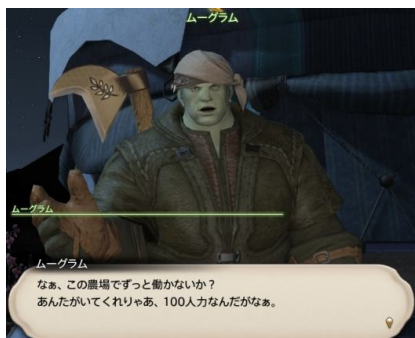 ムーグラム
ムーグラム
ムーグラム
なぁ、この農場でずっと働かないか？
あんたがいてくれりゃあ、100人力なんだがなぁ。